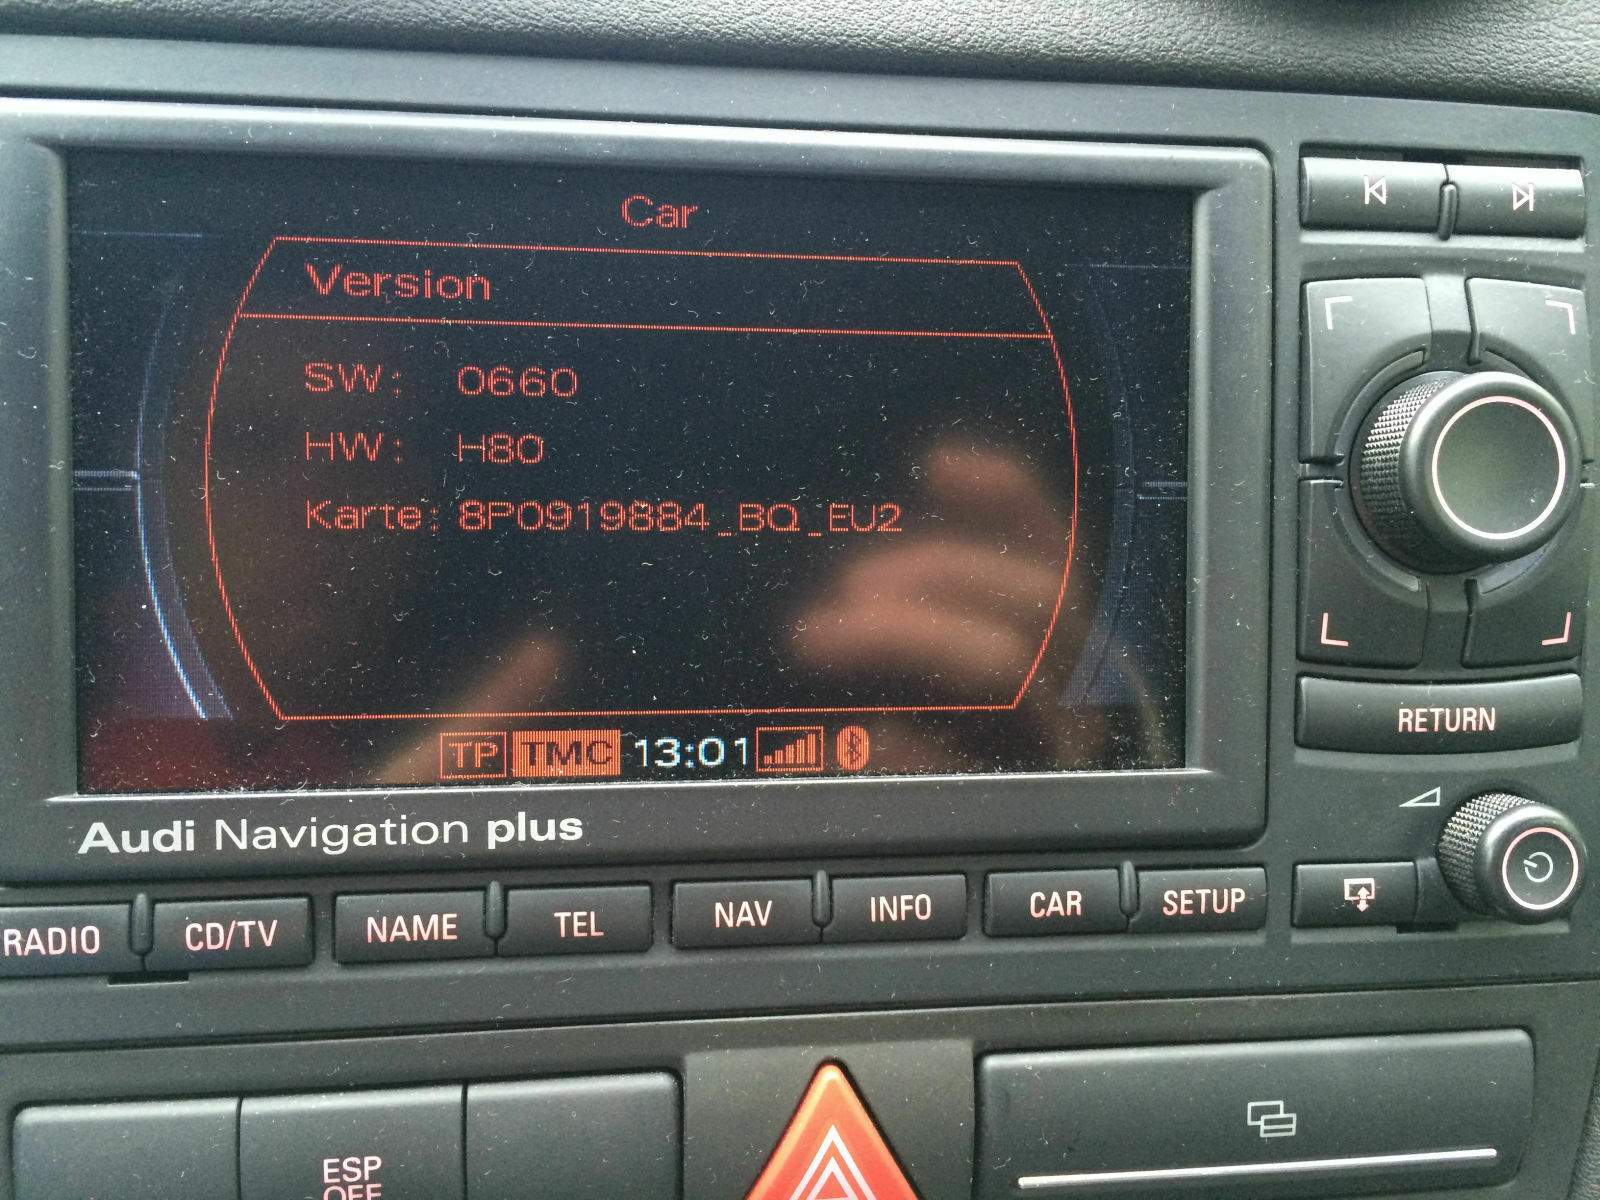 Car
Version
SW: 0660
HW: H80
Karte: 8P0919884_BQ_EU2
TP TMC 13:01
Audi Navigation plus
RETURN
RADIO CD/TV NAME TEL NAV INFO CAR SETUP
ESP
OFF